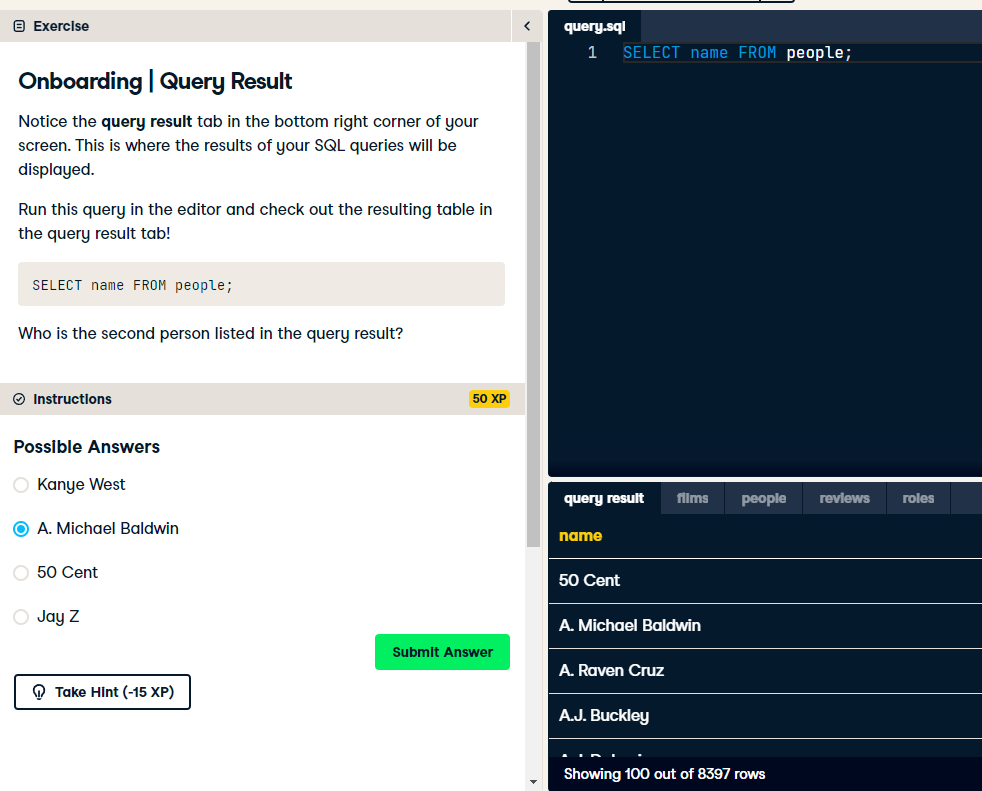 Exercise
Onboarding | Query Result
Notice the query result tab in the bottom right corner of your
screen. This is where the results of your SQL queries will be
displayed.
Run this query in the editor and check out the resulting table in
the query result tab!
SELECT name FROM people;
Who is the second person listed in the query result?
Instructions
50 XP
Possible Answers
Kanye West
A. Michael Baldwin
50 Cent
Jay Z
Submit Answer
Take Hint (-15 XP)
query.sql
1 SELECT name FROM people;
query result films people reviews roles
name
50 Cent
A. Michael Baldwin
A. Raven Cruz
A.J. Buckley
Showing 100 out of 8397 rows